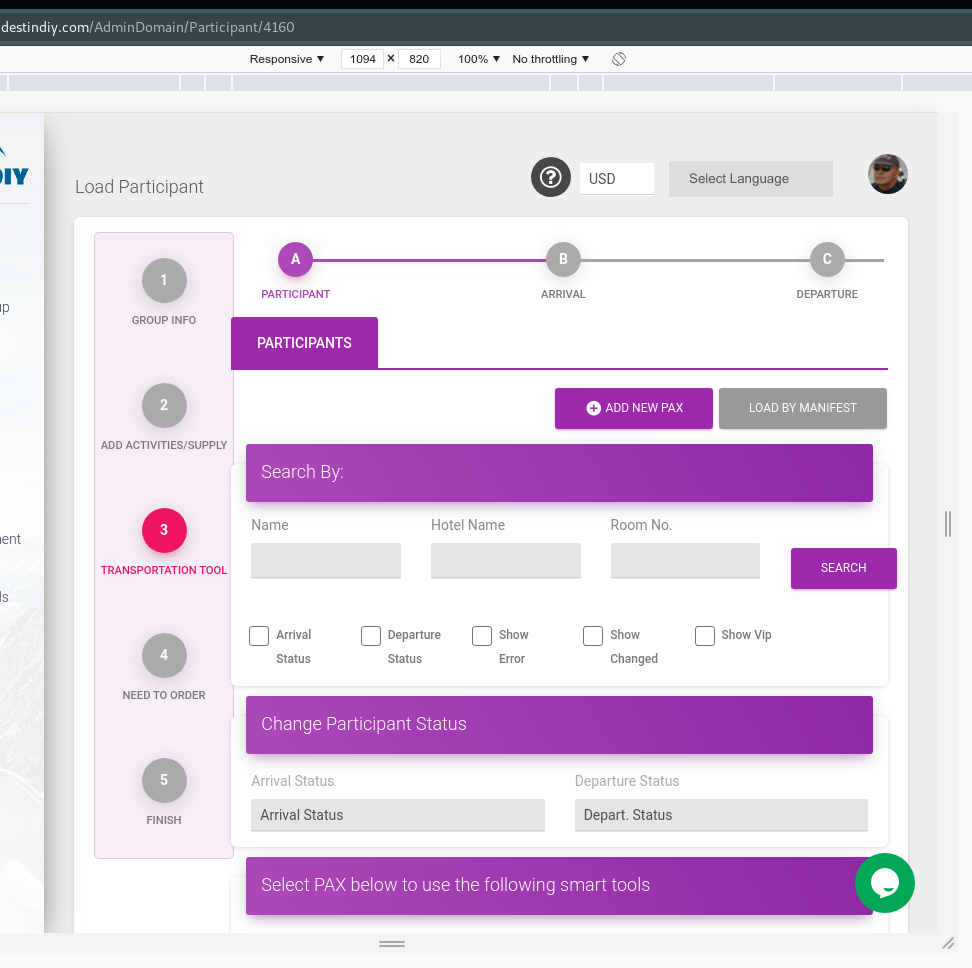 destindiy.com/AdminDomain/Participant/4160
Responsive ▼ 1094 × 820 100% ▼ No throttling ▼
DIY
Load Participant
USD
Select Language
1
GROUP INFO
2
ADD ACTIVITIES/SUPPLY
3
TRANSPORTATION TOOL
4
NEED TO ORDER
5
FINISH
A
PARTICIPANT
B
ARRIVAL
C
DEPARTURE
PARTICIPANTS
ADD NEW PAX
LOAD BY MANIFEST
Search By:
Name
Hotel Name
Room No.
SEARCH
Arrival
Status
Departure
Status
Show
Error
Show
Changed
Show Vip
Change Participant Status
Arrival Status
Arrival Status
Departure Status
Depart. Status
Select PAX below to use the following smart tools